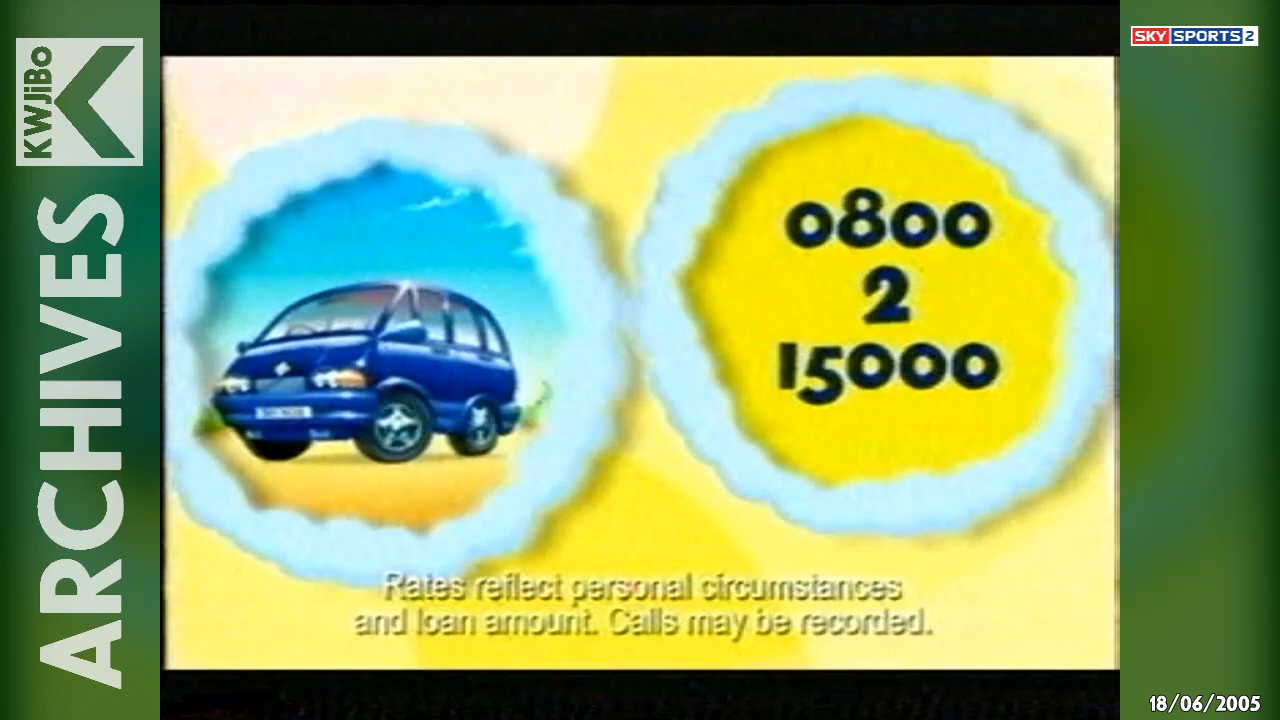 KWJiBo
ARCHIVES
SKY SPORTS 2
0800
2
15000
Rates reflect personal circumstances
and loan amount. Calls may be recorded.
18/06/2005